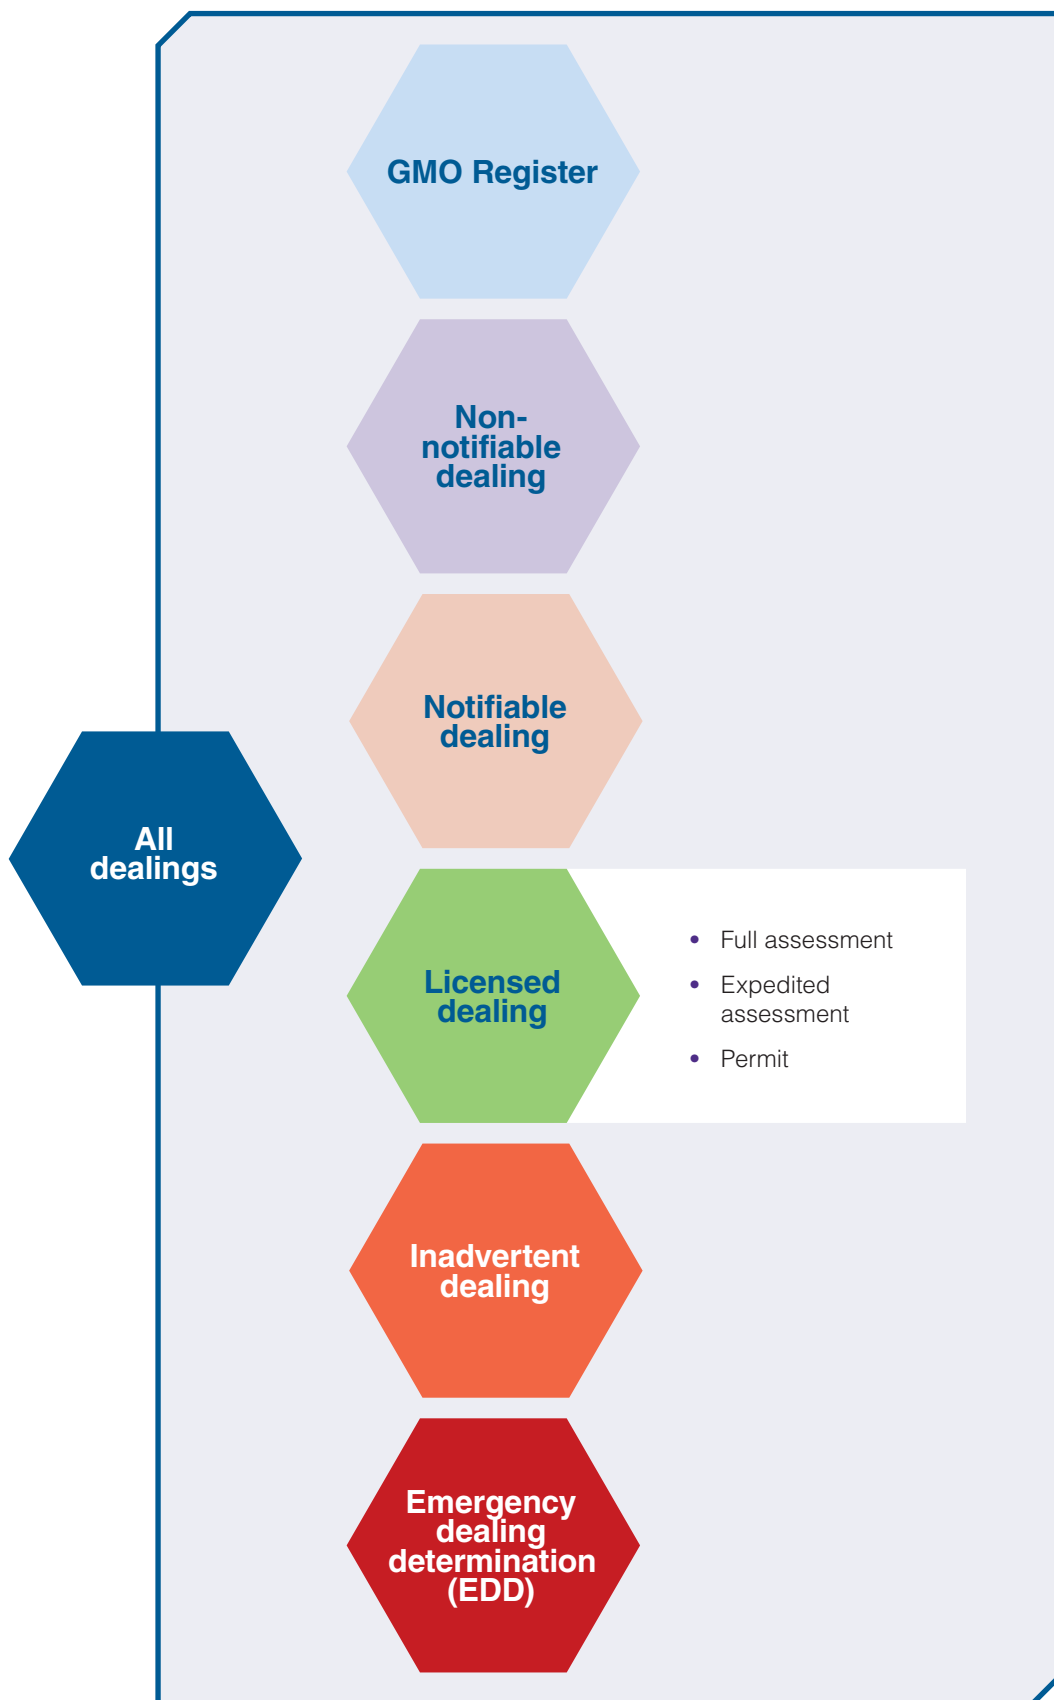 GMO Register
Non-
notifiable
dealing
Notifiable
dealing
All
dealings
Licensed
dealing
• Full assessment
• Expedited
assessment
• Permit
Inadvertent
dealing
Emergency
dealing
determination
(EDD)